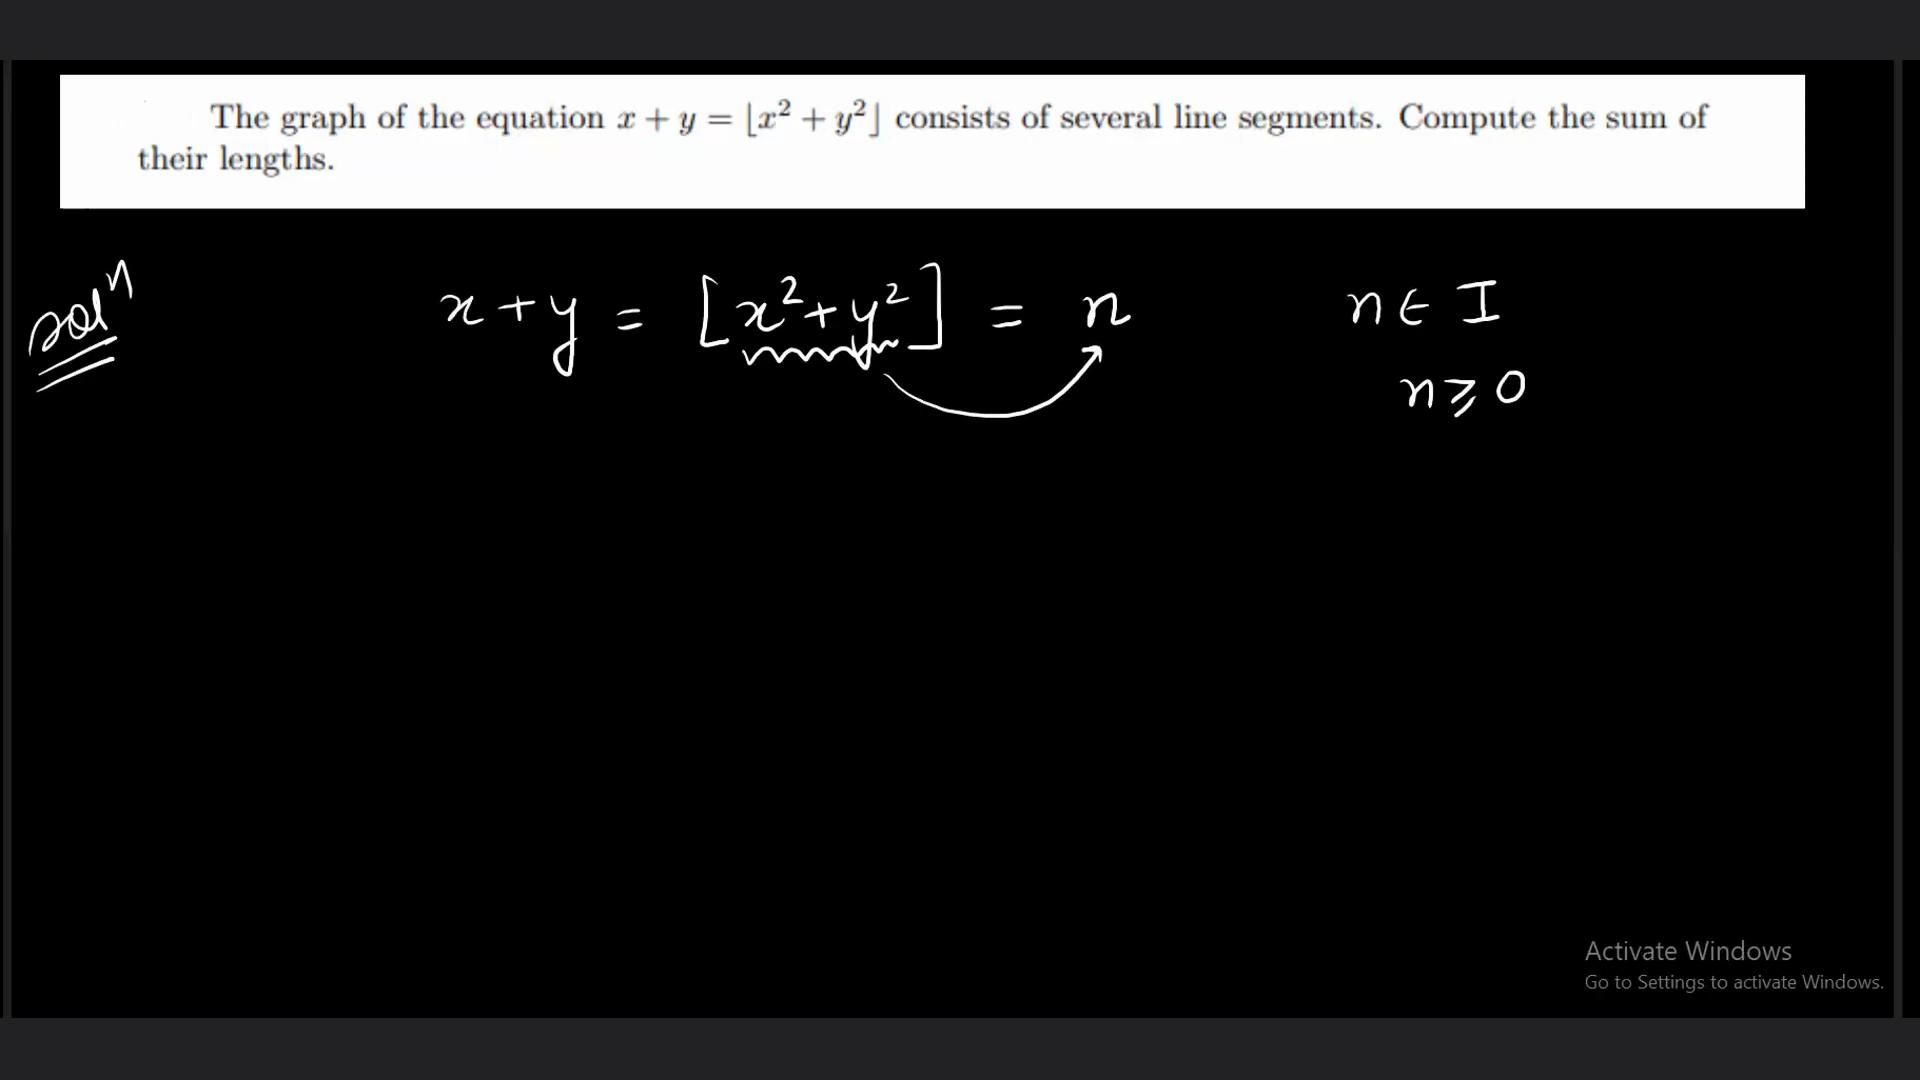 The graph of the equation x + y = ⌊x² + y²⌋ consists of several line segments. Compute the sum of
their lengths.
solⁿ
x + y = [x² + y²] = n n ∈ I
n ≥ 0
Activate Windows
Go to Settings to activate Windows.